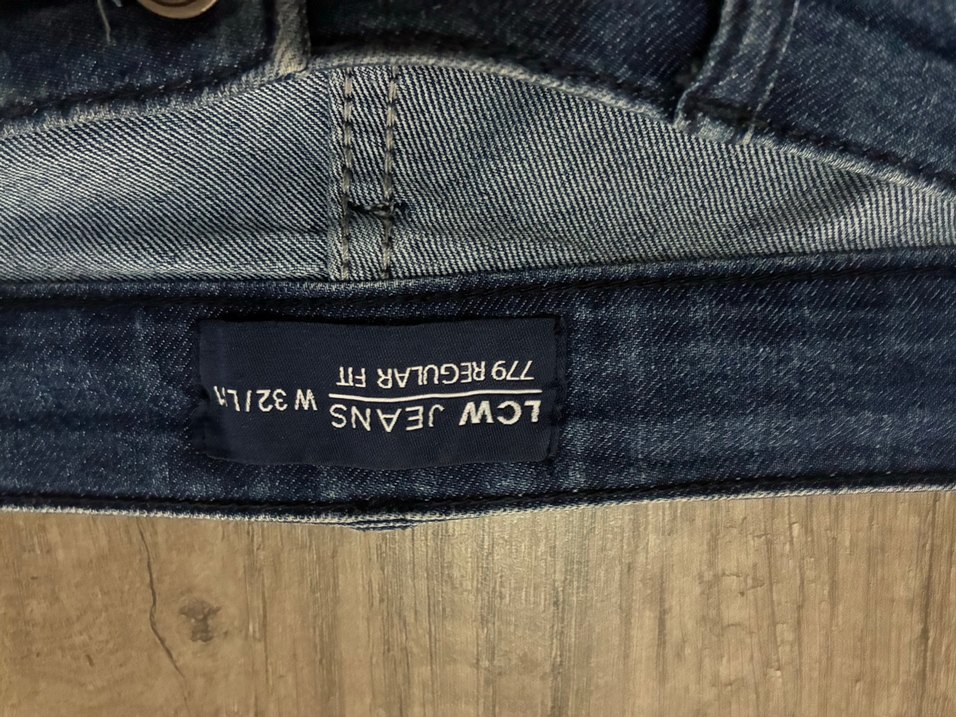 LCW JEANS
779 REGULAR FIT
W 32 /